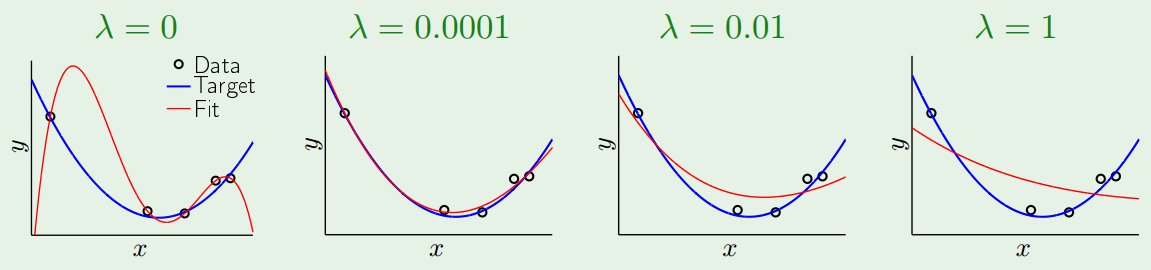 λ = 0
λ = 0.0001
λ = 0.01
λ = 1
Data
Target
Fit
y
x
y
x
y
x
y
x